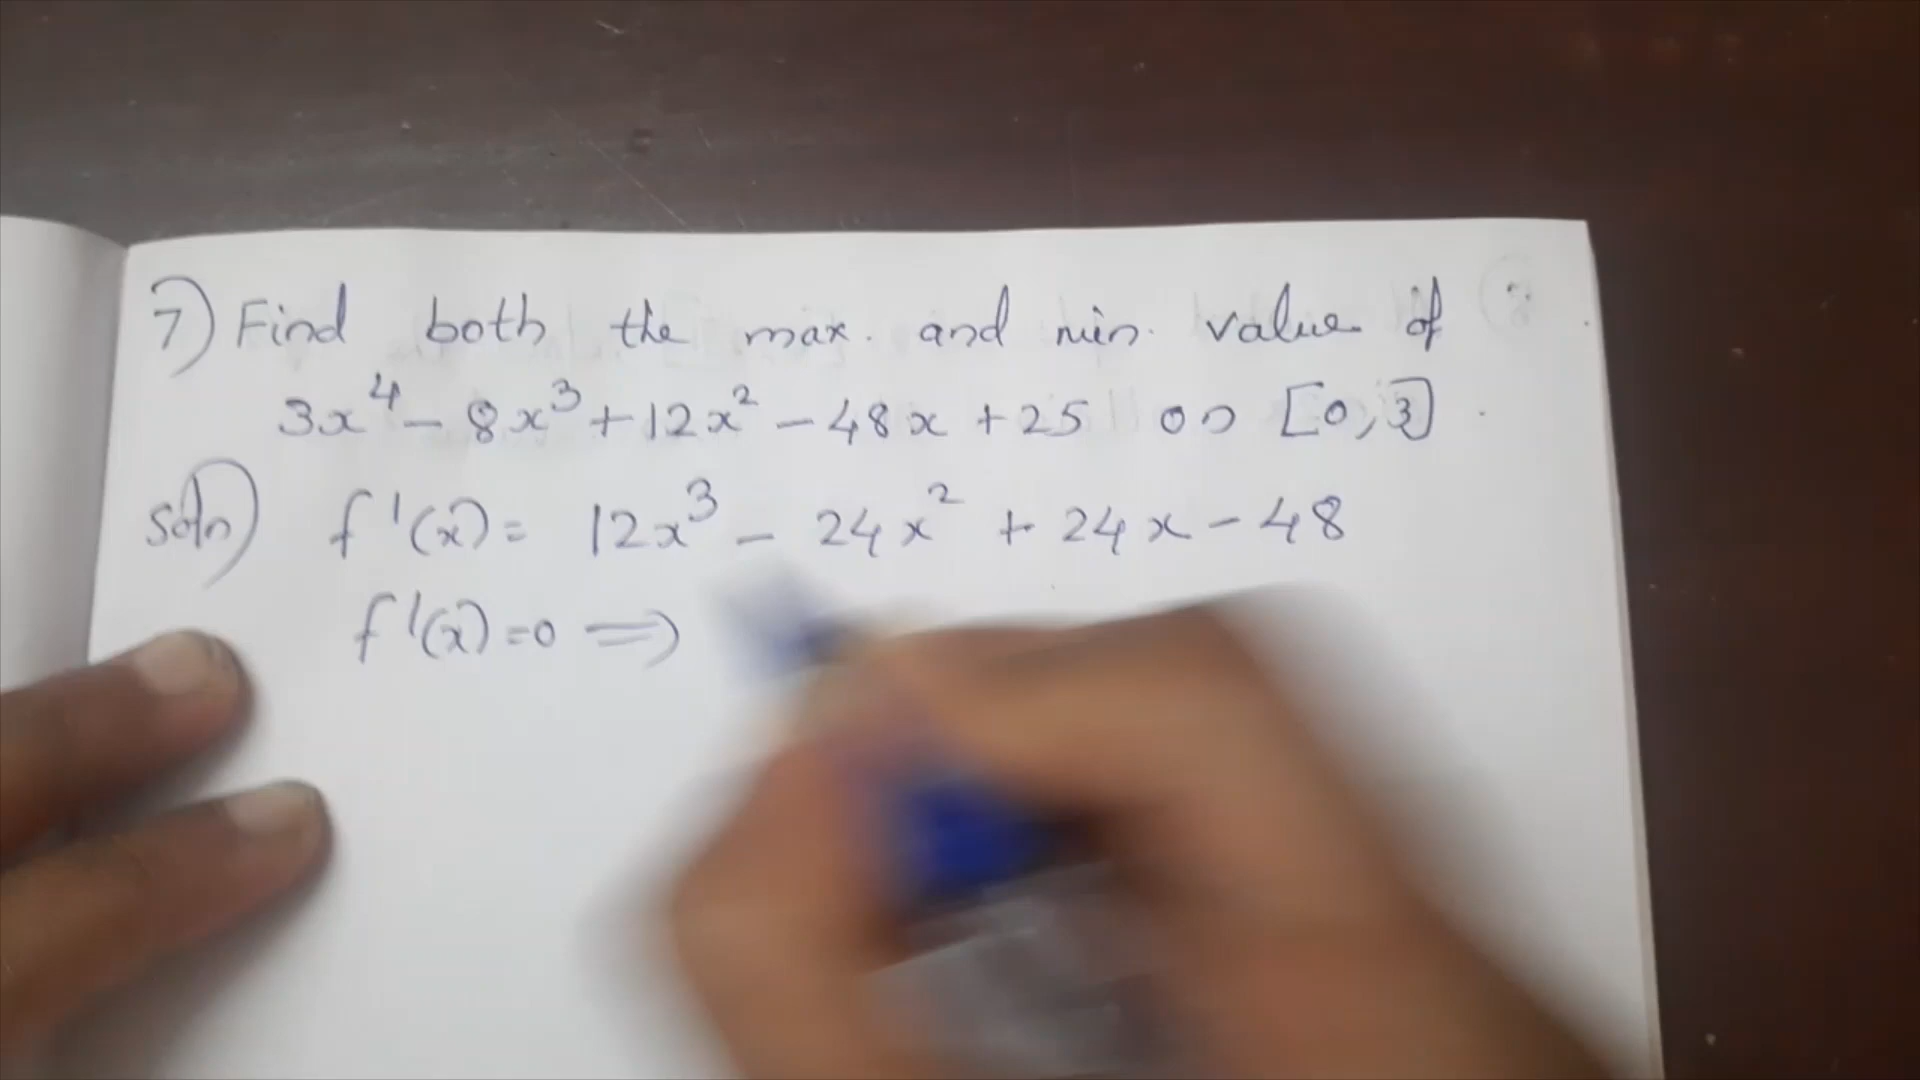 7) Find both the max. and min. value of
3x⁴ - 8x³ + 12x² - 48x + 25 on [0,3]
Soln) f'(x) = 12x³ - 24x² + 24x - 48
f'(x) = 0 ⇒